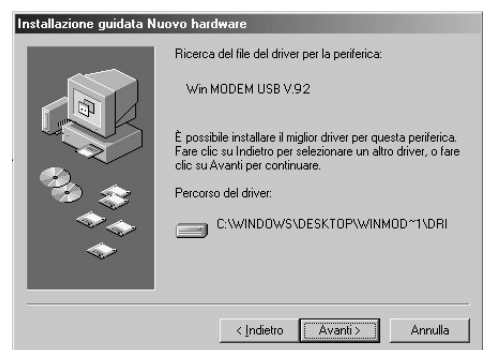 Installazione guidata Nuovo hardware
Ricerca del file del driver per la periferica:
Win MODEM USB V.92
È possibile installare il miglior driver per questa periferica.
Fare clic su Indietro per selezionare un altro driver, o fare
clic su Avanti per continuare.
Percorso del driver:
C:\WINDOWS\DESKTOP\WINMOD~1\DRI
< Indietro
Avanti >
Annulla